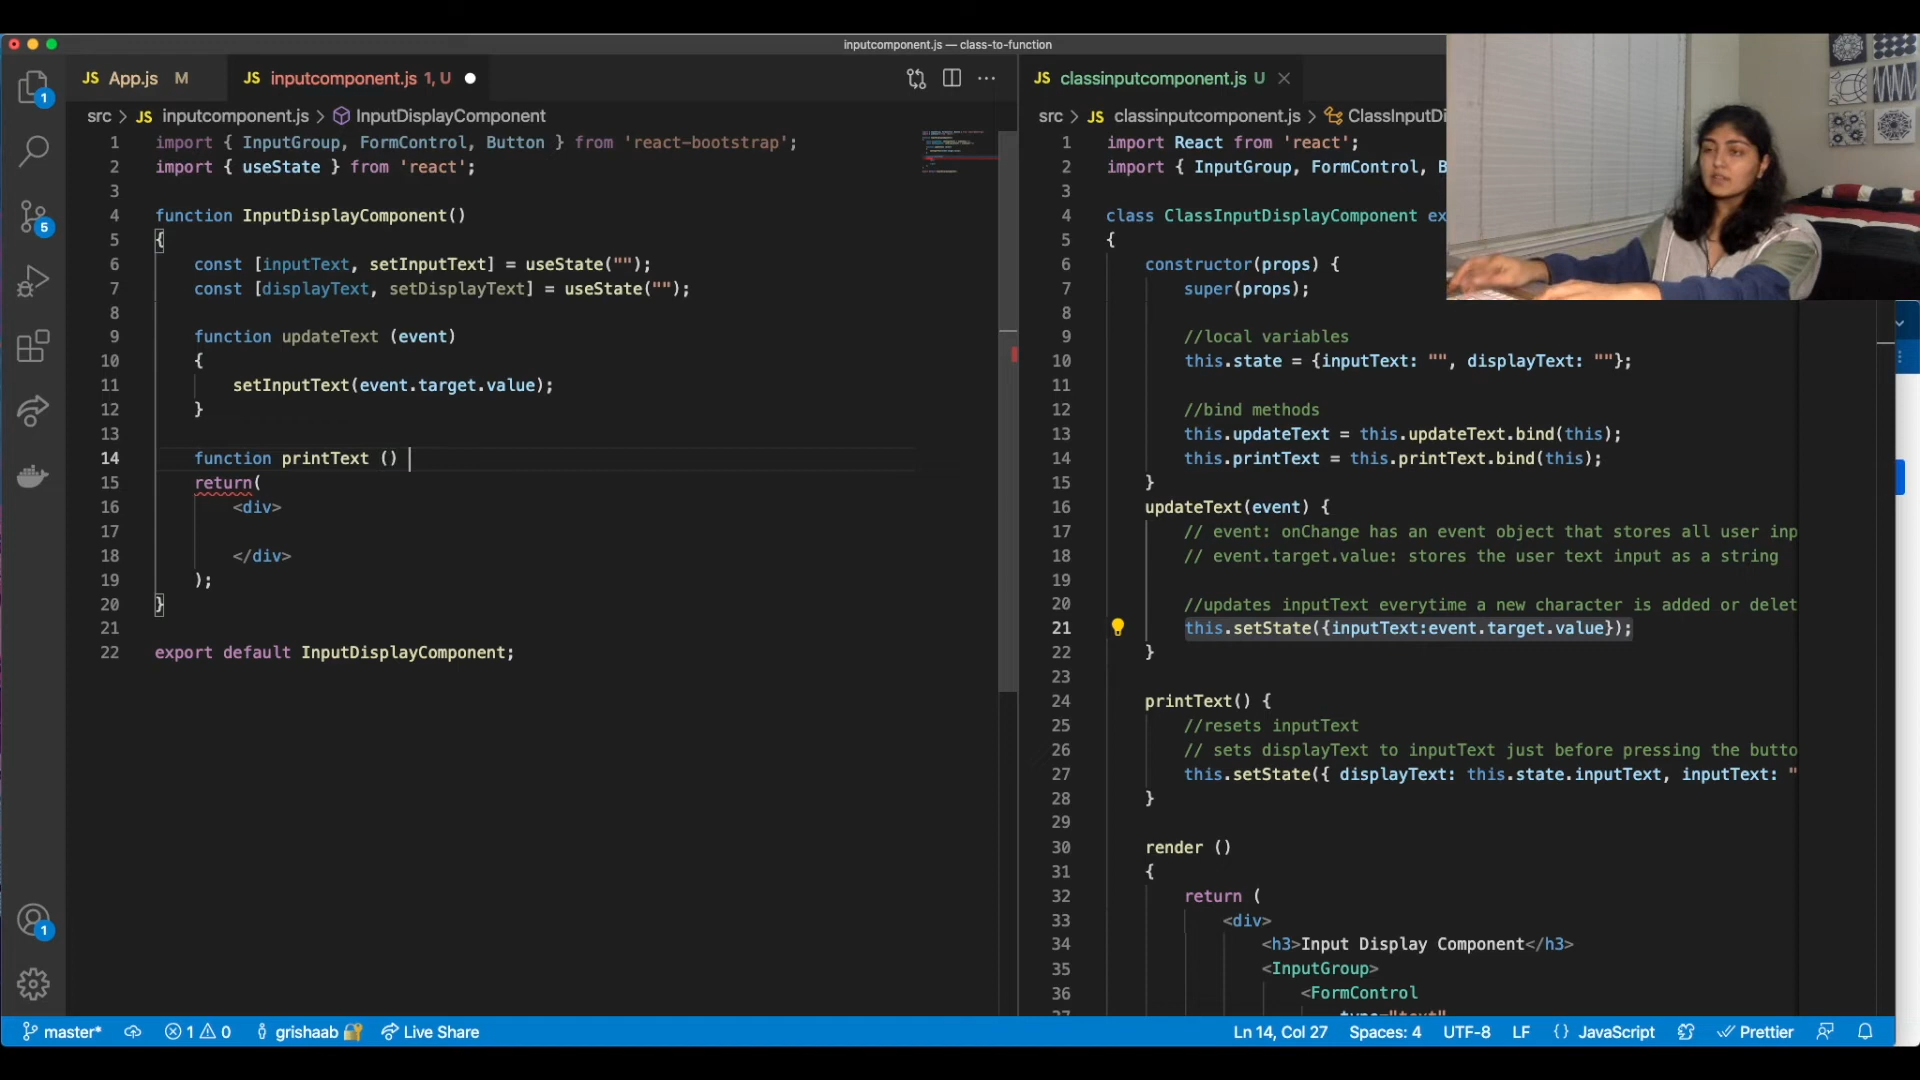 inputcomponent.js — class-to-function
JS App.js M
JS inputcomponent.js 1, U
JS classinputcomponent.js U
src > JS inputcomponent.js > InputDisplayComponent
1 import { InputGroup, FormControl, Button } from 'react-bootstrap';
2 import { useState } from 'react';
3
4 function InputDisplayComponent()
5 {
6 const [inputText, setInputText] = useState("");
7 const [displayText, setDisplayText] = useState("");
8
9 function updateText (event)
10 {
11 setInputText(event.target.value);
12 }
13
14 function printText ()
15 return(
16 <div>
17
18 </div>
19 );
20 }
21
22 export default InputDisplayComponent;
src > JS classinputcomponent.js > ClassInputDi
1 import React from 'react';
2 import { InputGroup, FormControl, B
3
4 class ClassInputDisplayComponent ex
5 {
6 constructor(props) {
7 super(props);
8
9 //local variables
10 this.state = {inputText: "", displayText: ""};
11
12 //bind methods
13 this.updateText = this.updateText.bind(this);
14 this.printText = this.printText.bind(this);
15 }
16 updateText(event) {
17 // event: onChange has an event object that stores all user inp
18 // event.target.value: stores the user text input as a string
19
20 //updates inputText everytime a new character is added or delet
21 this.setState({inputText:event.target.value});
22 }
23
24 printText() {
25 //resets inputText
26 // sets displayText to inputText just before pressing the butto
27 this.setState({ displayText: this.state.inputText, inputText: "
28 }
29
30 render ()
31 {
32 return (
33 <div>
34 <h3>Input Display Component</h3>
35 <InputGroup>
36 <FormControl
1
5
1
master* 1 0 grishaab Live Share
Ln 14, Col 27 Spaces: 4 UTF-8 LF {} JavaScript Prettier